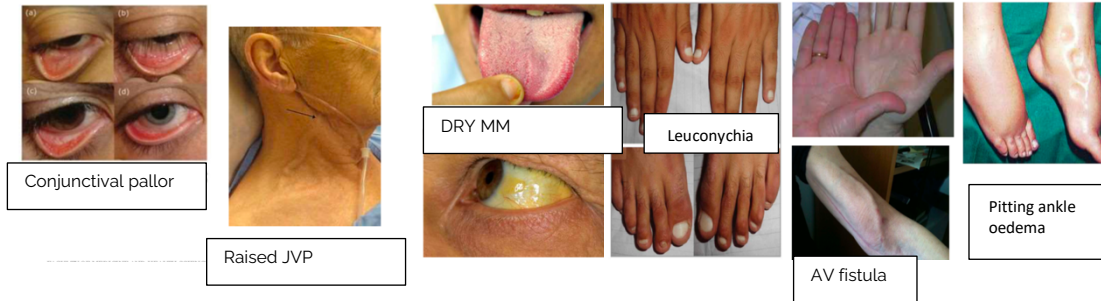 (a)
(b)
(c)
(d)
Conjunctival pallor
Raised JVP
DRY MM
Leuconychia
AV fistula
Pitting ankle
oedema